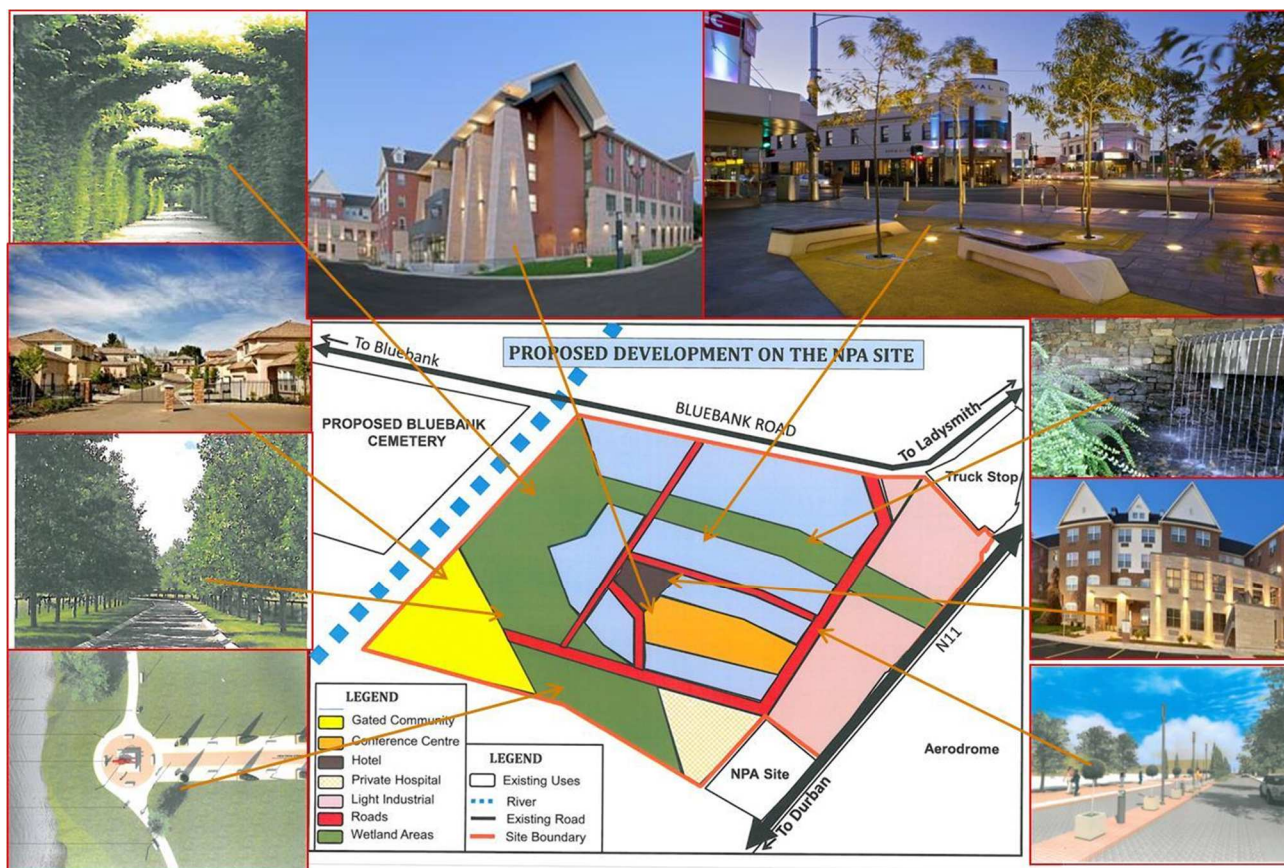 PROPOSED DEVELOPMENT ON THE NPA SITE
To Bluebank
BLUEBANK ROAD
To Ladysmith
PROPOSED BLUEBANK
CEMETERY
Truck Stop
N11
Aerodrome
NPA Site
To Durban
LEGEND
Gated Community
Conference Centre
Hotel
Private Hospital
Light Industrial
Roads
Wetland Areas
LEGEND
Existing Uses
River
Existing Road
Site Boundary